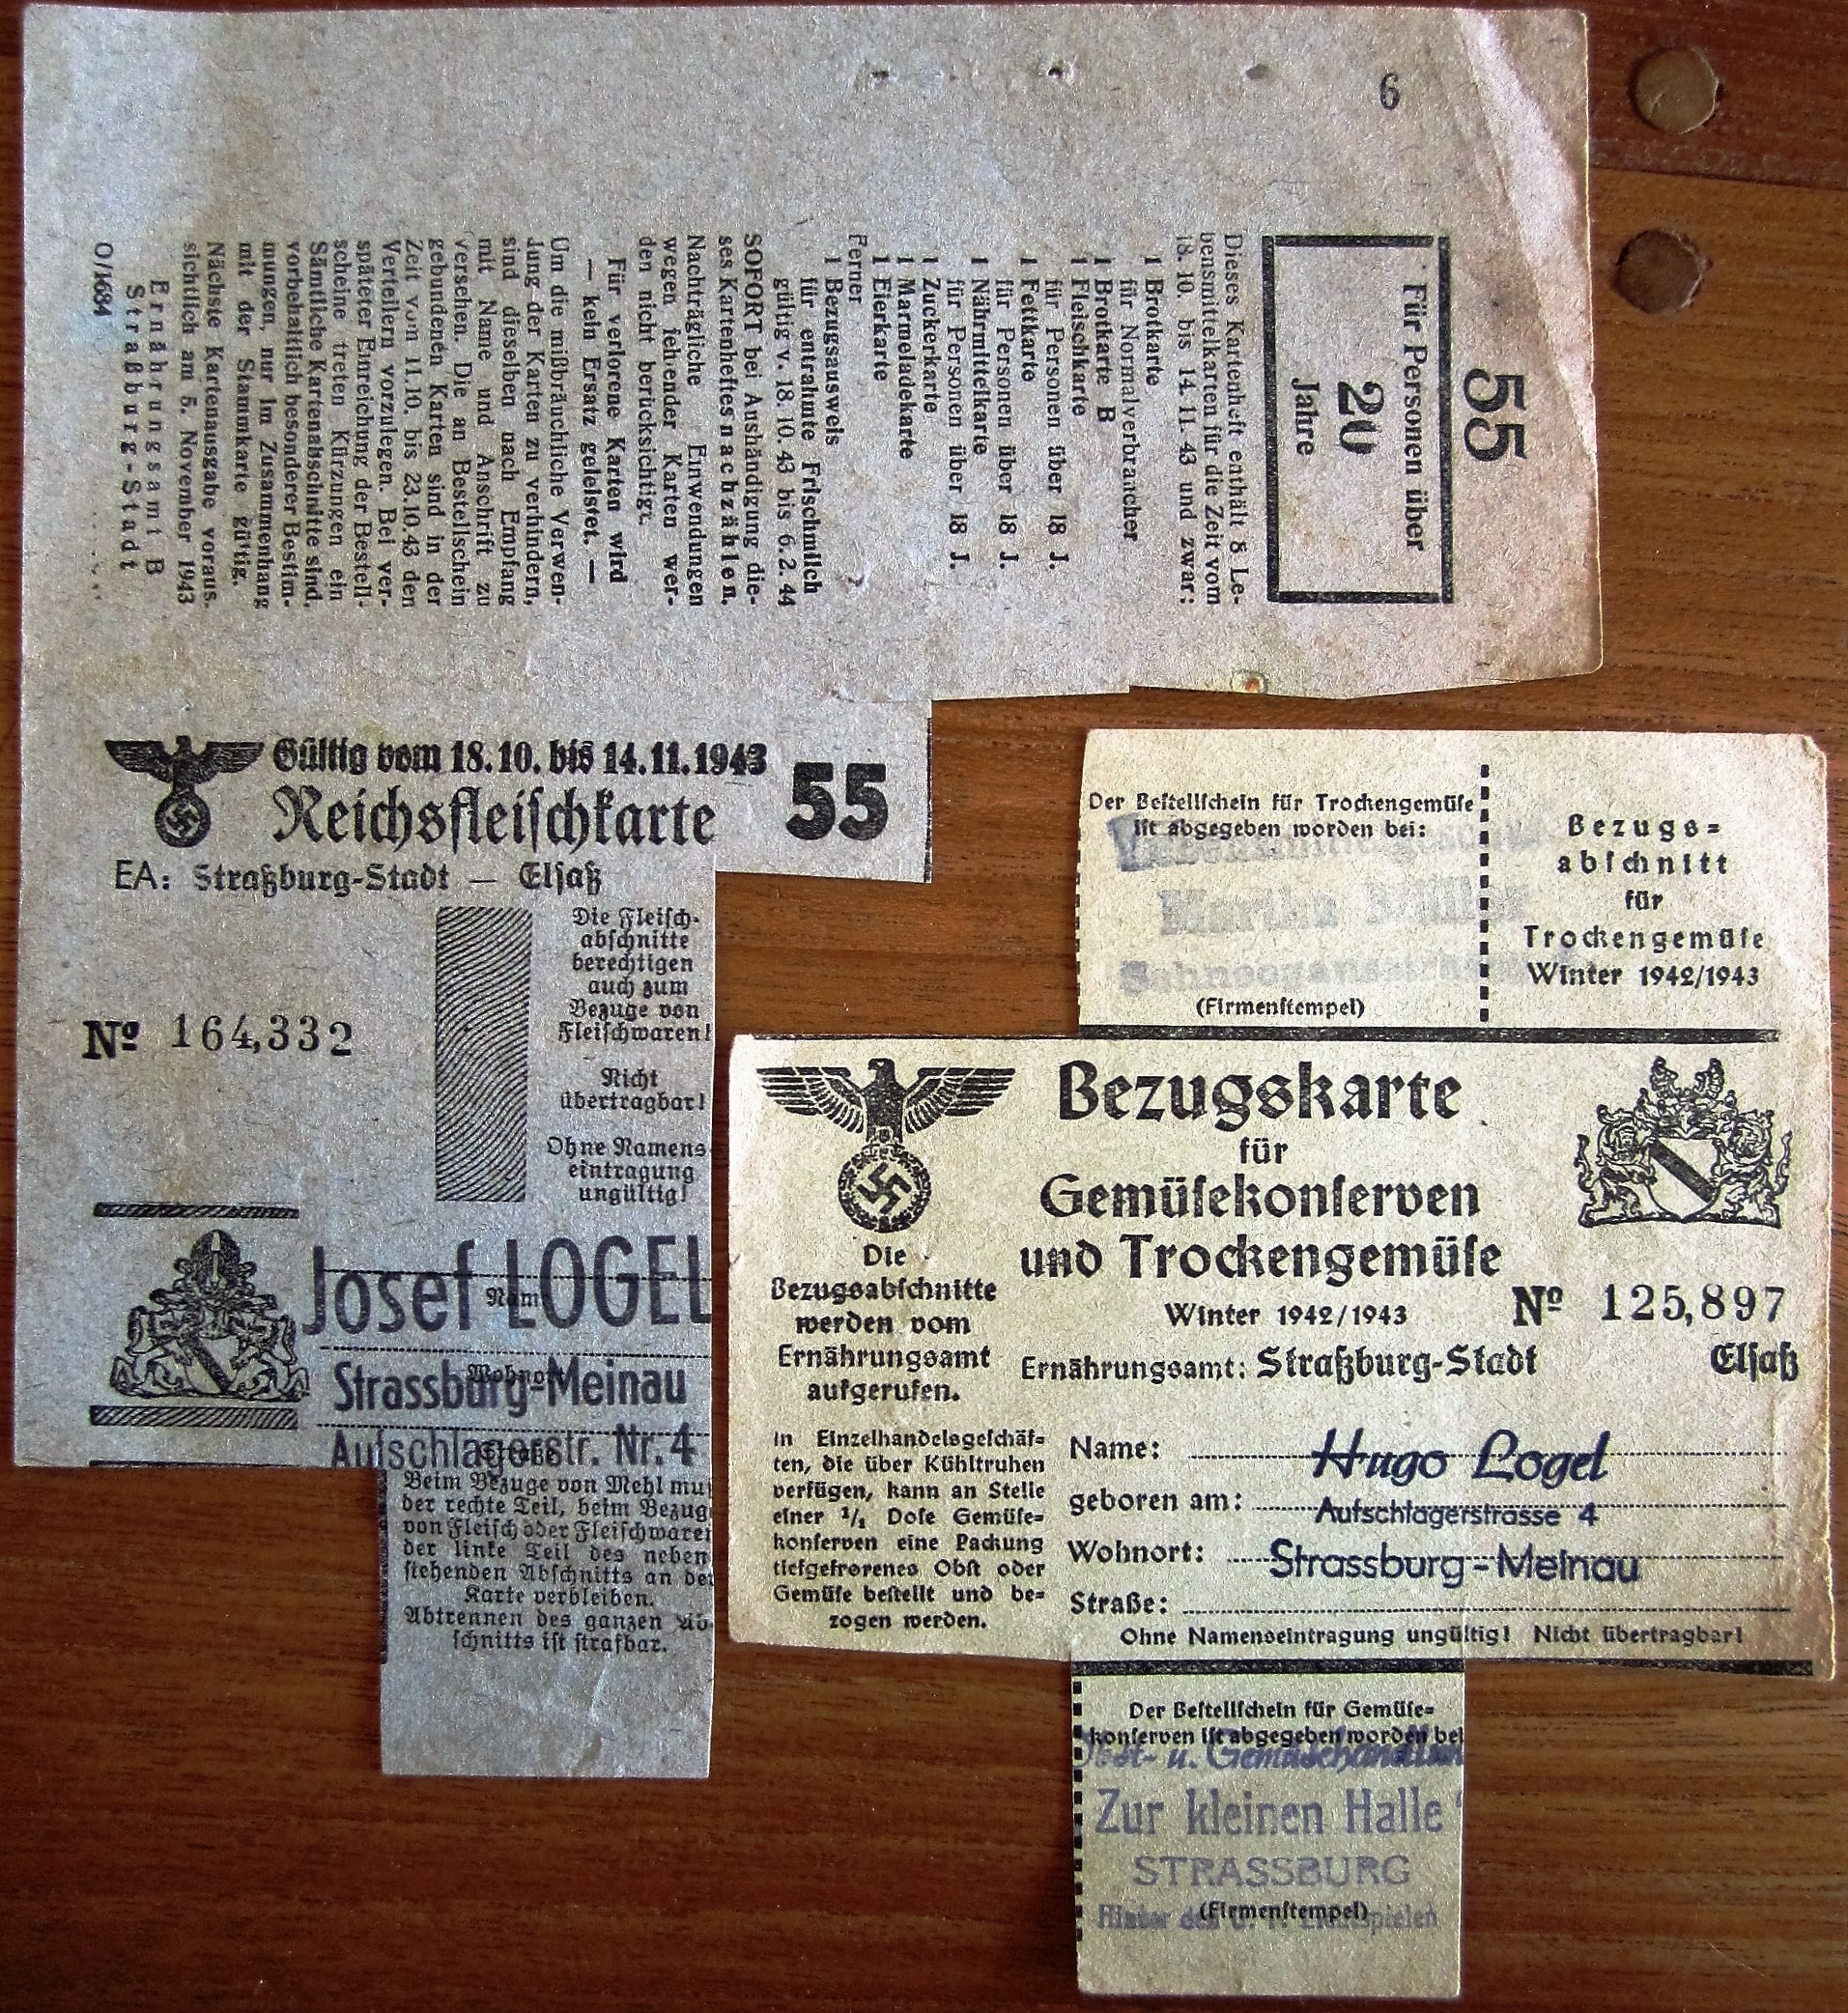 6
55
Für Personen über
20
Jahre
Dieses Kartenheft enthält 8 Le-
bensmittelkarten für die Zeit vom
18. 10. bis 14. 11. 43 und zwar:
1 Brotkarte
für Normalverbraucher
1 Brotkarte B
1 Fleischkarte
für Personen über 18 J.
1 Fettkarte
für Personen über 18 J.
1 Nährmittelkarte
für Personen über 18 J.
1 Zuckerkarte
1 Marmeladekarte
1 Eierkarte
Ferner
1 Bezugsausweis
für entrahmte Frischmilch
gültig v. 18. 10. 43 bis 6. 2. 44
SOFORT bei Aushändigung die-
ses Kartenheftes nachzählen.
Nachträgliche Einwendungen
wegen fehlender Karten wer-
den nicht berücksichtigt.
Für verlorene Karten wird
— kein Ersatz geleistet. —
Um die mißbräuchliche Verwen-
dung der Karten zu verhindern,
sind dieselben nach Empfang
mit Name und Anschrift zu
versehen. Die an Bestellschein
gebundenen Karten sind in der
Zeit vom 11. 10. bis 23. 10. 43 den
Verteilern vorzulegen. Bei ver-
späteter Einreichung der Bestell-
scheine treten Kürzungen ein
Sämtliche Kartenabschnitte sind,
vorbehaltlich besonderer Bestim-
mungen, nur im Zusammenhang
mit der Stammkarte gültig.
Nächste Kartenausgabe voraus-
sichtlich am 5. November 1943
Ernährungsamt B
Straßburg-Stadt
O/1684
Gültig vom 18.10. bis 14.11.1943
Reichsfleischkarte 55
EA: Straßburg-Stadt — Elsaß
Die Fleisch-
abschnitte
berechtigen
auch zum
Bezuge von
Fleischwaren!
Nº 164,332
Nicht
übertragbar!
Ohne Namens
eintragung
ungültig!
Josef LOGEL
Nam
Strassburg-Meinau
Wohnort
Aufschlagerstr. Nr. 4
Straße
Beim Bezuge von Mehl mu
der rechte Teil, beim Bezug
von Fleisch oder Fleischware
der linke Teil des neben
stehenden Abschnitts an de
Karte verbleiben.
Abtrennen des ganzen Ab-
schnitts ist strafbar.
Der Bestellschein für Trockengemüse
ist abgegeben worden bei:
(Firmenstempel)
Bezugs-
abschnitt
für
Trockengemüse
Winter 1942/1943
Bezugskarte
für
Gemüsekonserven
und Trockengemüse
Winter 1942/1943
Nº 125,897
Ernährungsamt: Straßburg-Stadt Elsaß
Die
Bezugsabschnitte
werden vom
Ernährungsamt
aufgerufen.
In Einzelhandelsgeschäf-
ten, die über Kühltruhen
verfügen, kann an Stelle
einer 1/1 Dose Gemüse-
konserven eine Packung
tiefgefrorenes Obst oder
Gemüse bestellt und be-
zogen werden.
Name: Hugo Logel
geboren am: Aufschlagerstrasse 4
Wohnort: Strassburg-Meinau
Straße:
Ohne Namenseintragung ungültig! Nicht übertragbar!
Der Bestellschein für Gemüse-
konserven ist abgegeben worden bei
Obst- u. Gemüsehandlun
Zur kleinen Halle
STRASSBURG
(Firmenstempel)
Hinter den U. T. Lichtspielen